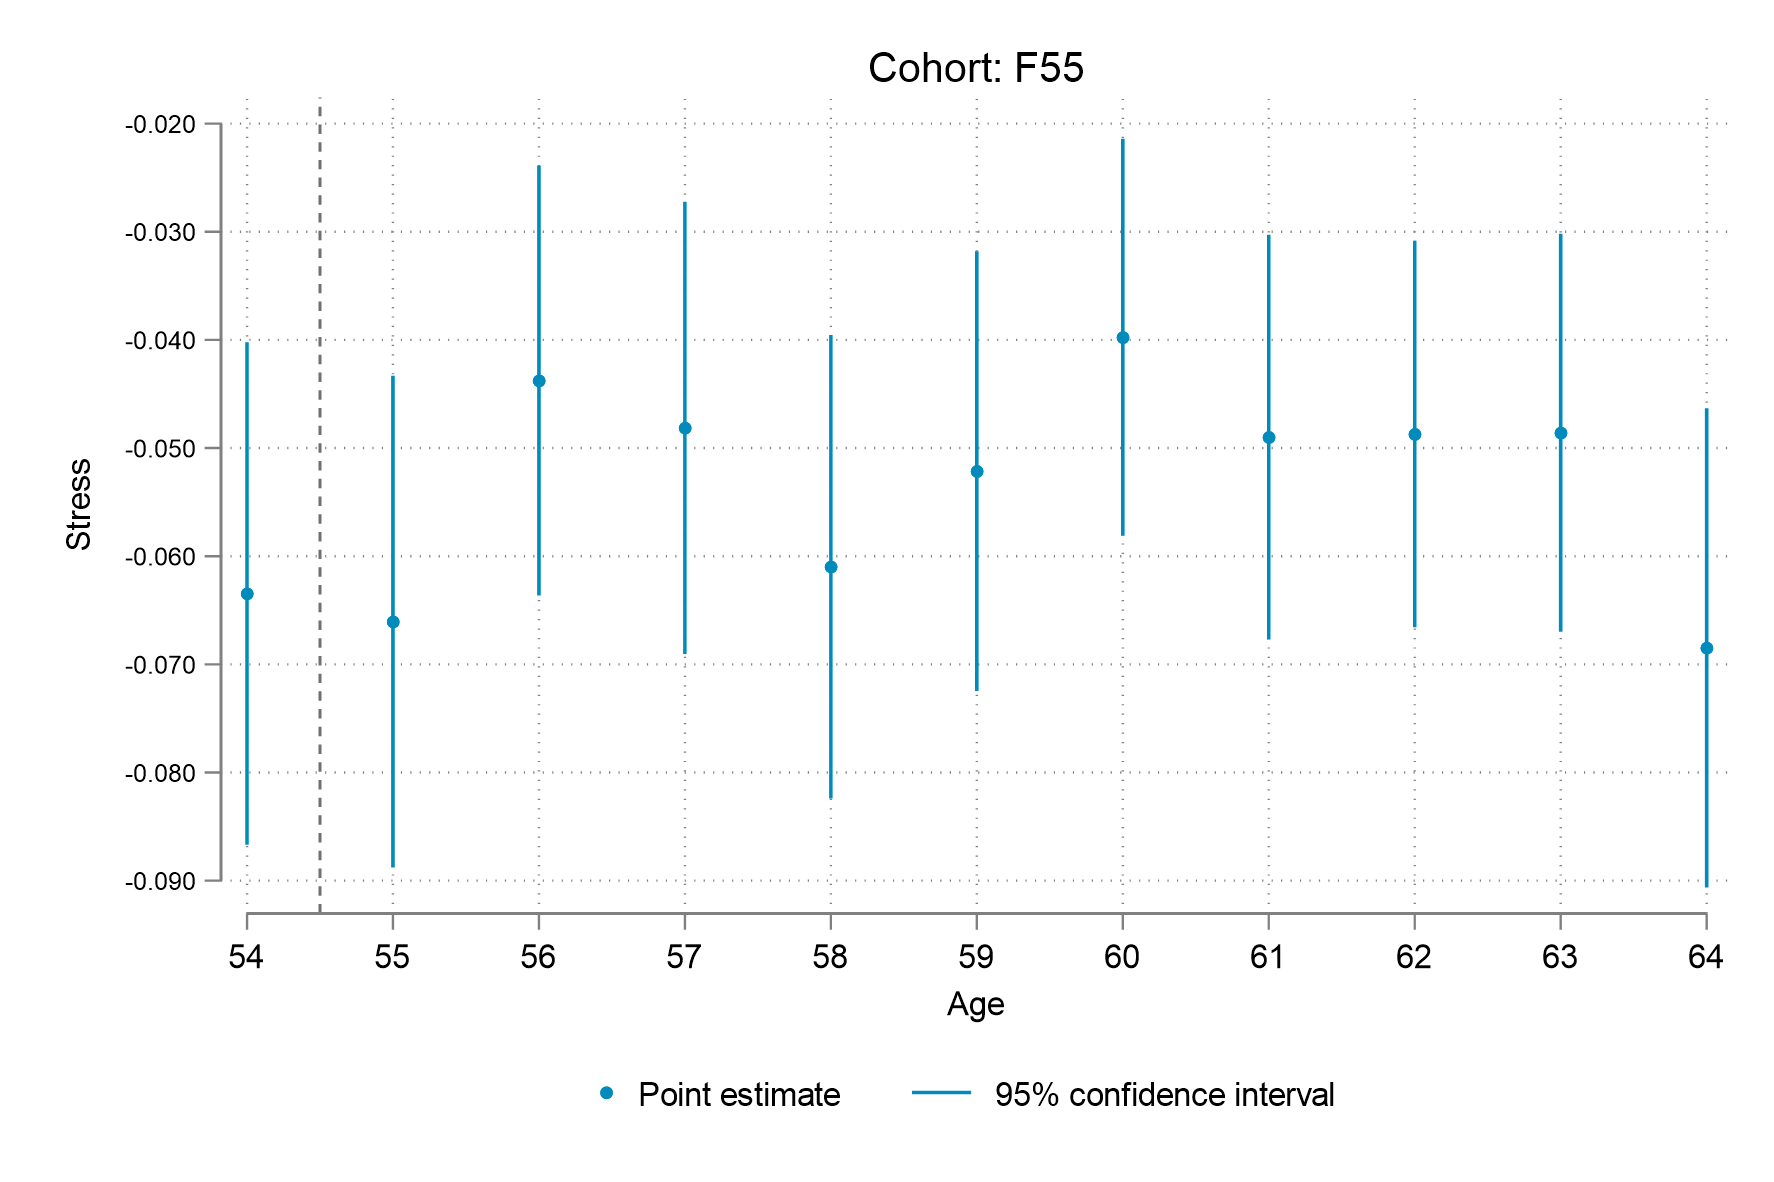 Cohort: F55
-0.020
-0.030
-0.040
-0.050
-0.060
-0.070
-0.080
-0.090
Stress
54 55 56 57 58 59 60 61 62 63 64
Age
Point estimate 95% confidence interval